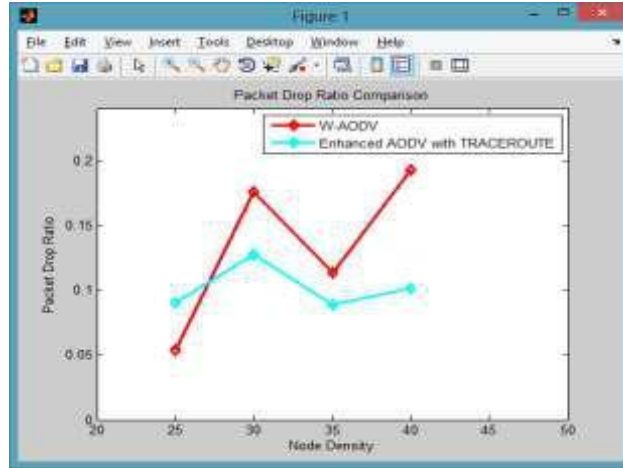 Figure 1
File Edit View Insert Tools Desktop Window Help
Packet Drop Ratio Comparison
W-AODV
Enhanced AODV with TRACEROUTE
Packet Drop Ratio
0.2
0.15
0.1
0.05
0
20 25 30 35 40 45 50
Node Density